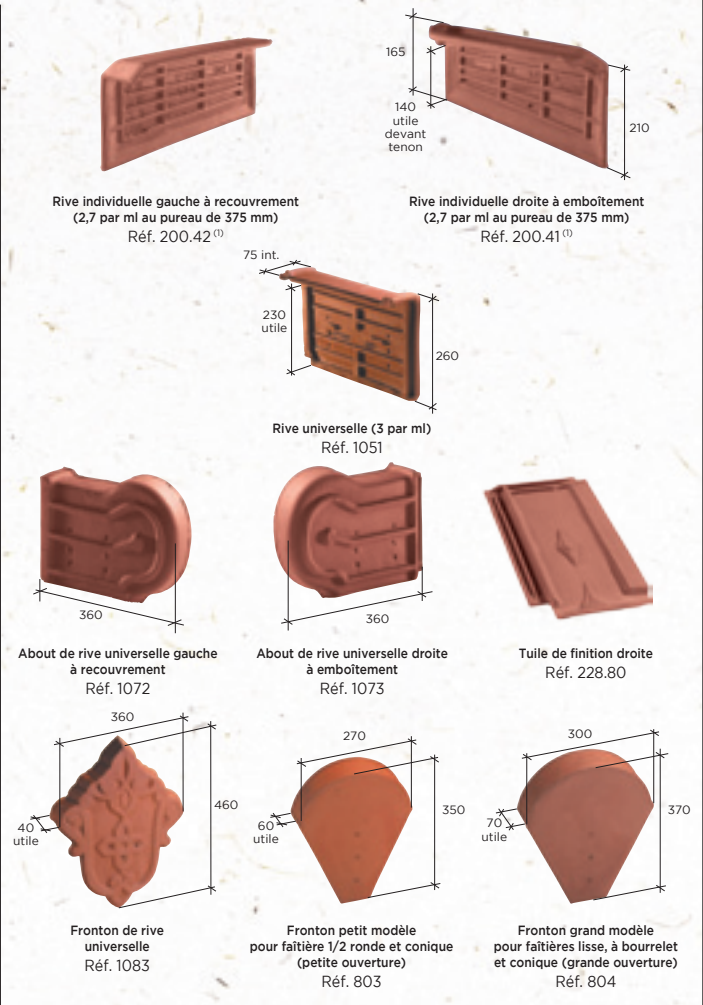 165
140
utile
devant
tenon
210
Rive individuelle gauche à recouvrement
(2,7 par ml au pureau de 375 mm)
Réf. 200.42 (1)
Rive individuelle droite à emboîtement
(2,7 par ml au pureau de 375 mm)
Réf. 200.41 (1)
75 int.
230
utile
260
Rive universelle (3 par ml)
Réf. 1051
360
About de rive universelle gauche
à recouvrement
Réf. 1072
360
About de rive universelle droite
à emboîtement
Réf. 1073
Tuile de finition droite
Réf. 228.80
360
460
40
utile
Fronton de rive
universelle
Réf. 1083
270
350
60
utile
Fronton petit modèle
pour faîtière 1/2 ronde et conique
(petite ouverture)
Réf. 803
300
370
70
utile
Fronton grand modèle
pour faîtières lisse, à bourrelet
et conique (grande ouverture)
Réf. 804